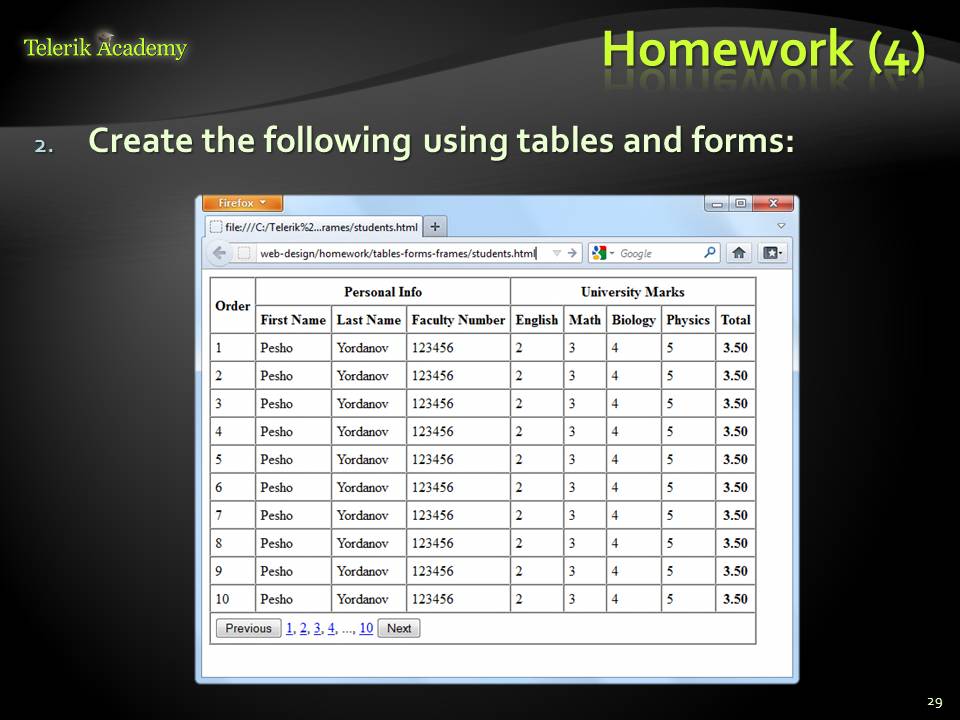 Telerik Academy
Homework (4)
2. Create the following using tables and forms:
Firefox
file:///C:/Telerik%2...rames/students.html
web-design/homework/tables-forms-frames/students.html
Google
Order Personal Info University Marks
First Name Last Name Faculty Number English Math Biology Physics Total
1 Pesho Yordanov 123456 2 3 4 5 3.50
2 Pesho Yordanov 123456 2 3 4 5 3.50
3 Pesho Yordanov 123456 2 3 4 5 3.50
4 Pesho Yordanov 123456 2 3 4 5 3.50
5 Pesho Yordanov 123456 2 3 4 5 3.50
6 Pesho Yordanov 123456 2 3 4 5 3.50
7 Pesho Yordanov 123456 2 3 4 5 3.50
8 Pesho Yordanov 123456 2 3 4 5 3.50
9 Pesho Yordanov 123456 2 3 4 5 3.50
10 Pesho Yordanov 123456 2 3 4 5 3.50
Previous 1, 2, 3, 4, ..., 10 Next
29